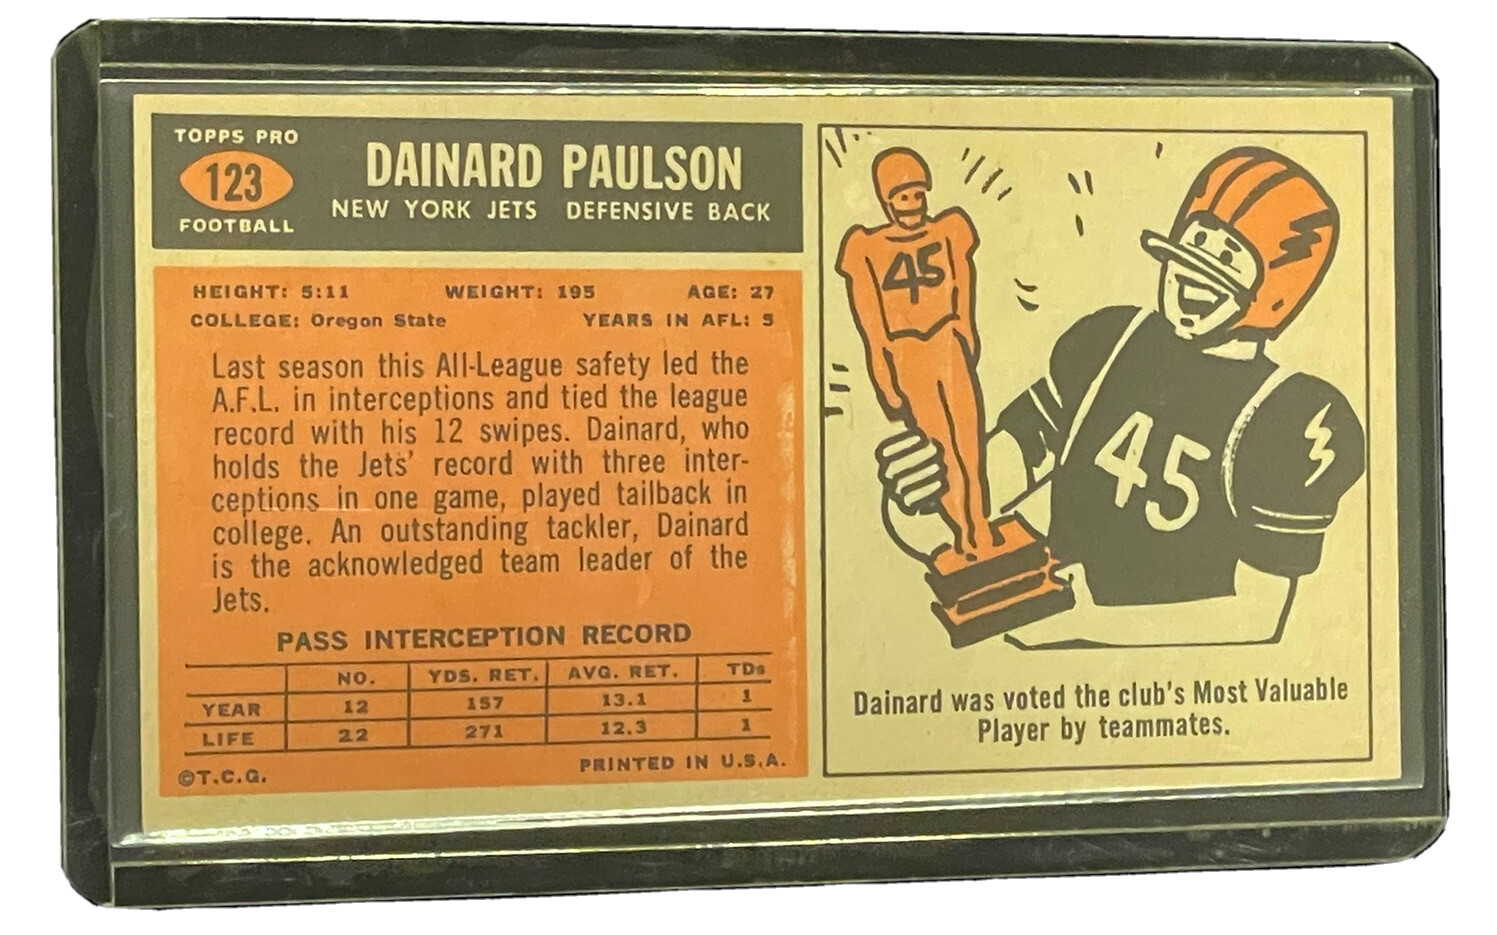 TOPPS PRO
123
FOOTBALL
DAINARD PAULSON
NEW YORK JETS DEFENSIVE BACK
HEIGHT: 5:11 WEIGHT: 195 AGE: 27
COLLEGE: Oregon State YEARS IN AFL: 5
Last season this All-League safety led the
A.F.L. in interceptions and tied the league
record with his 12 swipes. Dainard, who
holds the Jets' record with three inter-
ceptions in one game, played tailback in
college. An outstanding tackler, Dainard
is the acknowledged team leader of the
Jets.
PASS INTERCEPTION RECORD
NO. YDS. RET. AVG. RET. TDs
YEAR 12 157 13.1 1
LIFE 22 271 12.3 1
©T.C.G. PRINTED IN U.S.A.
45
45
Dainard was voted the club's Most Valuable
Player by teammates.